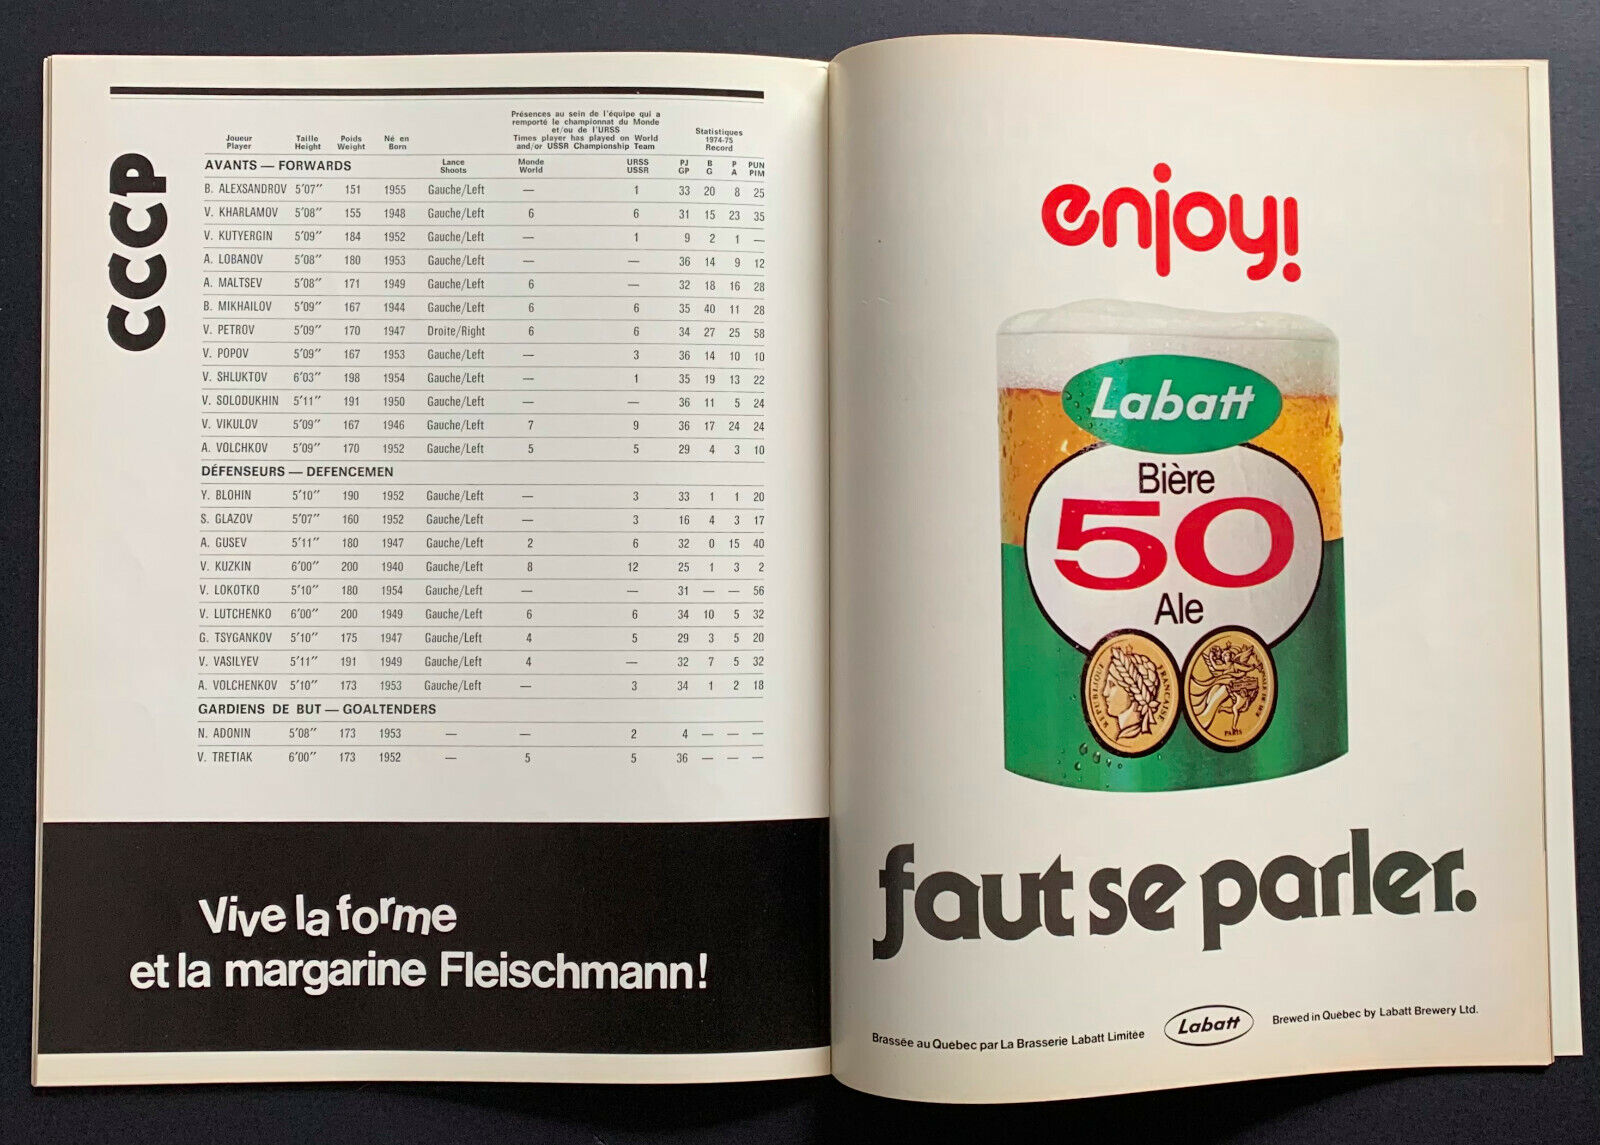 CCCP
Présences au sein de l'équipe qui a
remporté le championnat du Monde
et/ou de l'URSS
Times player has played on World
and/or USSR Championship Team
Statistiques
1974-75
Record
Joueur Taille Poids Né en
Player Height Weight Born
AVANTS — FORWARDS Lance Monde URSS PJ B P PUN
Shoots World USSR GP G A PIM
B. ALEXSANDROV 5'07" 151 1955 Gauche/Left — 1 33 20 8 25
V. KHARLAMOV 5'08" 155 1948 Gauche/Left 6 6 31 15 23 35
V. KUTYERGIN 5'09" 184 1952 Gauche/Left — 1 9 2 1 —
A. LOBANOV 5'08" 180 1953 Gauche/Left — — 36 14 9 12
A. MALTSEV 5'08" 171 1949 Gauche/Left 6 — 32 18 16 28
B. MIKHAILOV 5'09" 167 1944 Gauche/Left 6 6 35 40 11 28
V. PETROV 5'09" 170 1947 Droite/Right 6 6 34 27 25 58
V. POPOV 5'09" 167 1953 Gauche/Left — 3 36 14 10 10
V. SHLUKTOV 6'03" 198 1954 Gauche/Left — 1 35 19 13 22
V. SOLODUKHIN 5'11" 191 1950 Gauche/Left — — 36 11 5 24
V. VIKULOV 5'09" 167 1946 Gauche/Left 7 9 36 17 24 24
A. VOLCHKOV 5'09" 170 1952 Gauche/Left 5 5 29 4 3 10
DÉFENSEURS — DEFENCEMEN
Y. BLOHIN 5'10" 190 1952 Gauche/Left — 3 33 1 1 20
S. GLAZOV 5'07" 160 1952 Gauche/Left — 3 16 4 3 17
A. GUSEV 5'11" 180 1947 Gauche/Left 2 6 32 0 15 40
V. KUZKIN 6'00" 200 1940 Gauche/Left 8 12 25 1 3 2
V. LOKOTKO 5'10" 180 1954 Gauche/Left — — 31 — — 56
V. LUTCHENKO 6'00" 200 1949 Gauche/Left 6 6 34 10 5 32
G. TSYGANKOV 5'10" 175 1947 Gauche/Left 4 5 29 3 5 20
V. VASILYEV 5'11" 191 1949 Gauche/Left 4 — 32 7 5 32
A. VOLCHENKOV 5'10" 173 1953 Gauche/Left — 3 34 1 2 18
GARDIENS DE BUT — GOALTENDERS
N. ADONIN 5'08" 173 1953 — — 2 4 — — —
V. TRETIAK 6'00" 173 1952 — 5 5 36 — — —
Vive la forme
et la margarine Fleischmann!
enjoy!
Labatt
Bière
50
Ale
RÉPUBLIQUE FRANÇAISE
PARIS
faut se parler.
Brassée au Québec par La Brasserie Labatt Limitée
Labatt
Brewed in Québec by Labatt Brewery Ltd.